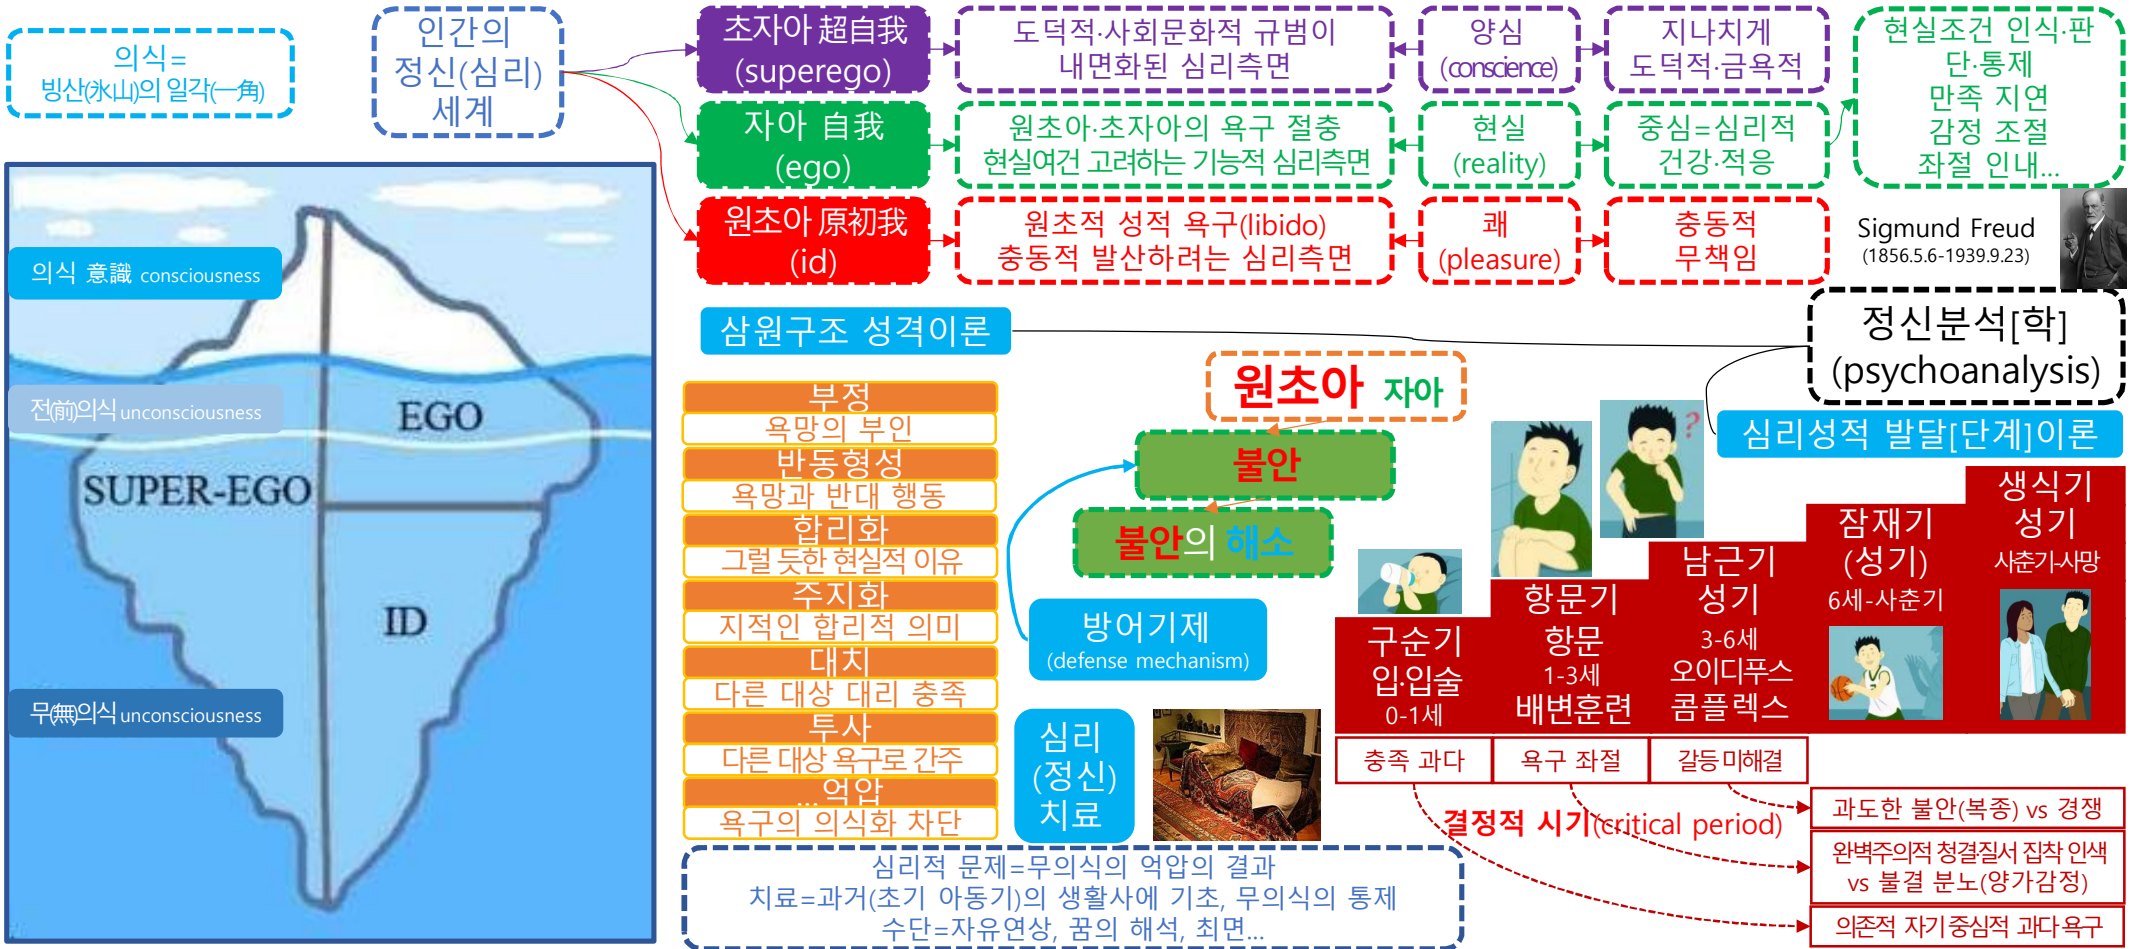 의식=
빙산(氷山)의 일각(一角)
인간의
정신(심리)
세계
초자아 超自我
(superego)
도덕적·사회문화적 규범이
내면화된 심리측면
양심
(conscience)
지나치게
도덕적·금욕적
자아 自我
(ego)
원초아·초자아의 욕구 절충
현실여건 고려하는 기능적 심리측면
현실
(reality)
중심=심리적
건강·적응
현실조건 인식·판
단·통제
만족 지연
감정 조절
좌절 인내...
원초아 原初我
(id)
원초적 성적 욕구(libido)
충동적 발산하려는 심리측면
쾌
(pleasure)
충동적
무책임
Sigmund Freud
(1856.5.6-1939.9.23)
정신분석[학]
(psychoanalysis)
삼원구조 성격이론
심리성적 발달[단계]이론
의식 意識 consciousness
전(前)의식 unconsciousness
무(無)의식 unconsciousness
EGO
SUPER-EGO
ID
부정
욕망의 부인
반동형성
욕망과 반대 행동
합리화
그럴 듯한 현실적 이유
주지화
지적인 합리적 의미
대치
다른 대상 대리 충족
투사
다른 대상 욕구로 간주
...억압
욕구의 의식화 차단
원초아 자아
불안
불안의 해소
방어기제
(defense mechanism)
심리
(정신)
치료
심리적 문제=무의식의 억압의 결과
치료=과거(초기 아동기)의 생활사에 기초, 무의식의 통제
수단=자유연상, 꿈의 해석, 최면...
?
구순기
입·입술
0-1세
항문기
항문
1-3세
배변훈련
남근기
성기
3-6세
오이디푸스
콤플렉스
잠재기
(성기)
6세-사춘기
생식기
성기
사춘기-사망
충족 과다
욕구 좌절
갈등 미해결
결정적 시기(critical period)
과도한 불안(복종) vs 경쟁
완벽주의적 청결·질서 집착 인색
vs 불결 분노(양가감정)
의존적 자기 중심적 과다 욕구